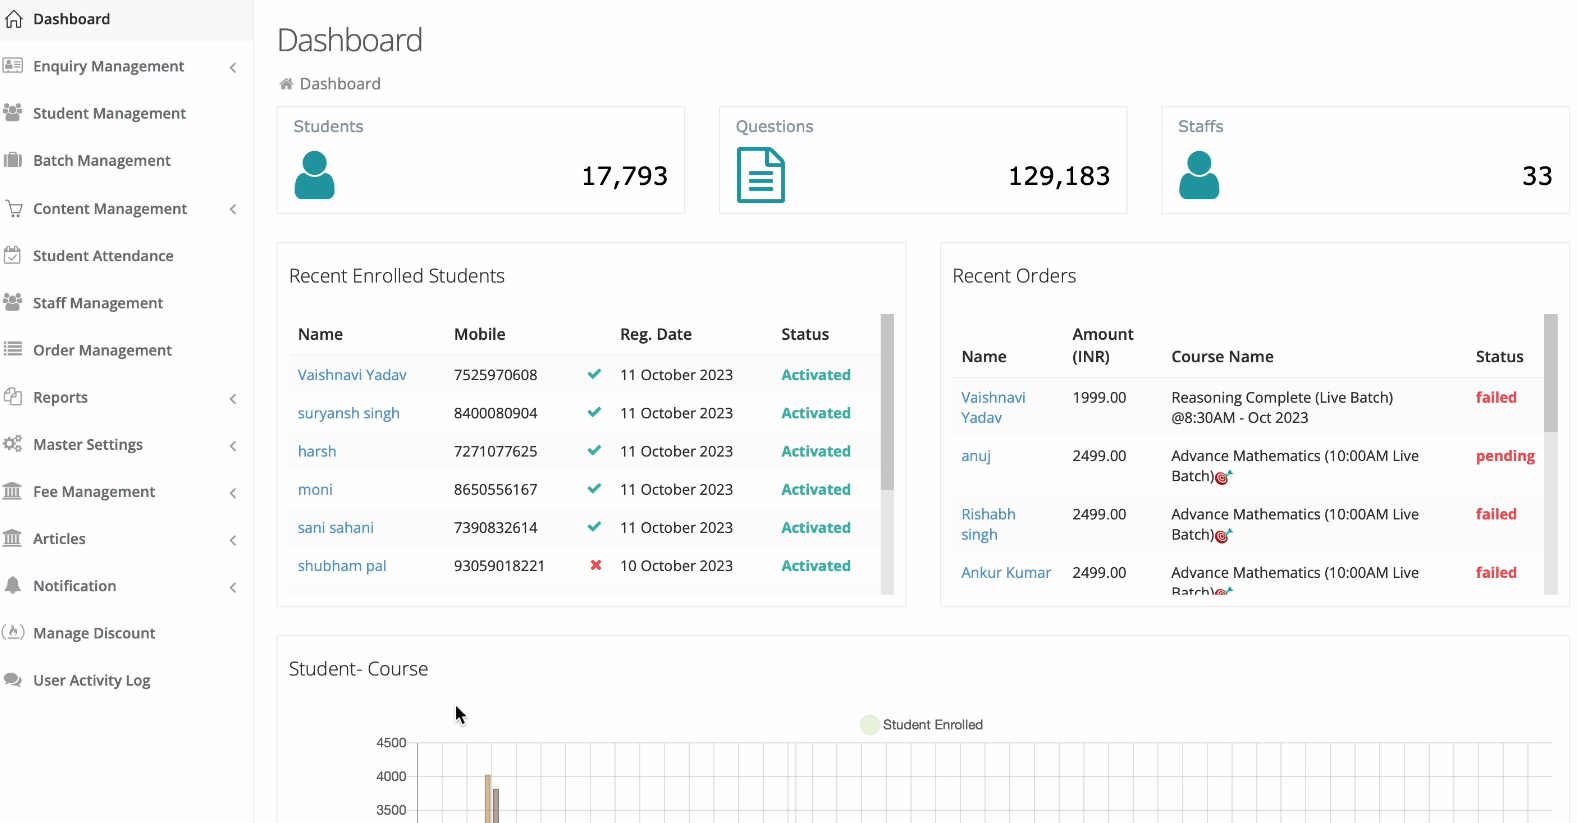 Dashboard
Enquiry Management
Student Management
Batch Management
Content Management
Student Attendance
Staff Management
Order Management
Reports
Master Settings
Fee Management
Articles
Notification
Manage Discount
User Activity Log
Dashboard
Dashboard
Students
17,793
Questions
129,183
Staffs
33
Recent Enrolled Students
Name Mobile Reg. Date Status
Vaishnavi Yadav 7525970608 11 October 2023 Activated
suryansh singh 8400080904 11 October 2023 Activated
harsh 7271077625 11 October 2023 Activated
moni 8650556167 11 October 2023 Activated
sani sahani 7390832614 11 October 2023 Activated
shubham pal 93059018221 10 October 2023 Activated
Recent Orders
Name Amount (INR) Course Name Status
Vaishnavi Yadav 1999.00 Reasoning Complete (Live Batch) @8:30AM - Oct 2023 failed
anuj 2499.00 Advance Mathematics (10:00AM Live Batch)🎯 pending
Rishabh singh 2499.00 Advance Mathematics (10:00AM Live Batch)🎯 failed
Ankur Kumar 2499.00 Advance Mathematics (10:00AM Live Batch)🎯 failed
Student- Course
Student Enrolled
4500
4000
3500